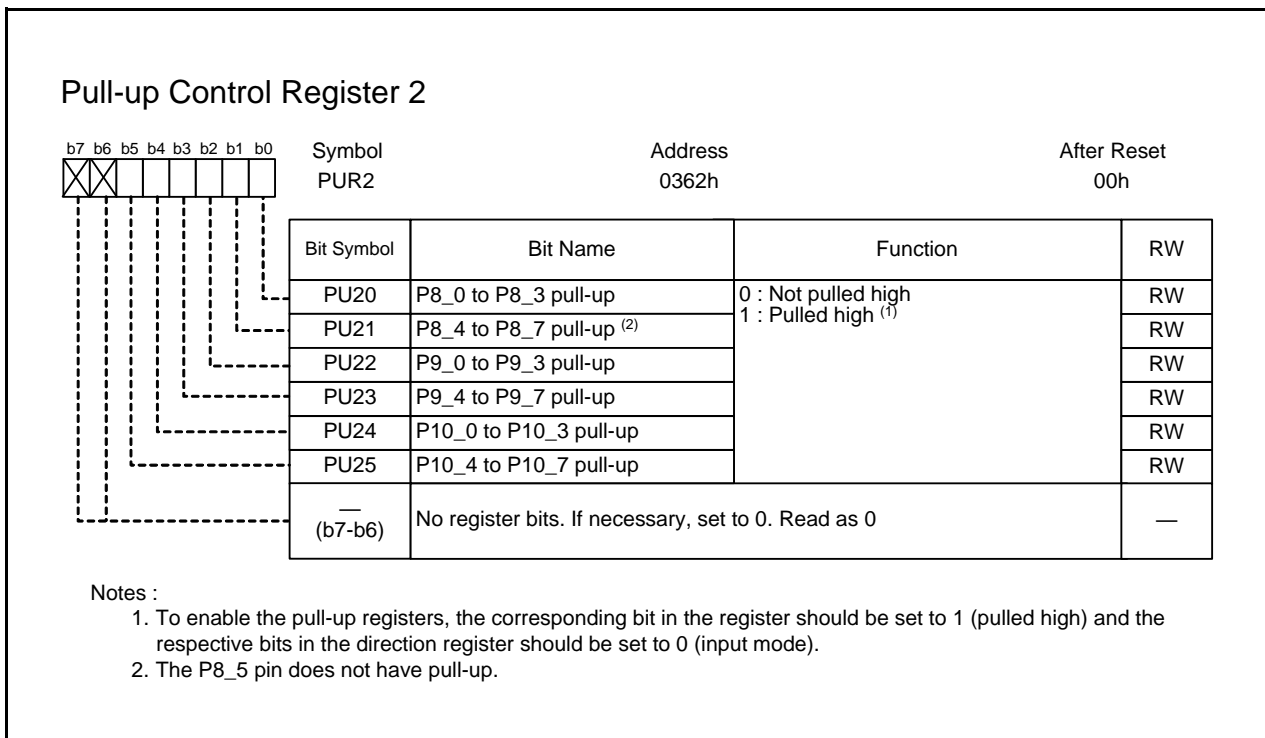 Pull-up Control Register 2
b7 b6 b5 b4 b3 b2 b1 b0 Symbol Address After Reset
PUR2 0362h 00h
Bit Symbol Bit Name Function RW
PU20 P8_0 to P8_3 pull-up 0 : Not pulled high RW
PU21 P8_4 to P8_7 pull-up (2) 1 : Pulled high (1) RW
PU22 P9_0 to P9_3 pull-up RW
PU23 P9_4 to P9_7 pull-up RW
PU24 P10_0 to P10_3 pull-up RW
PU25 P10_4 to P10_7 pull-up RW
—
(b7-b6) No register bits. If necessary, set to 0. Read as 0 —
Notes :
1. To enable the pull-up registers, the corresponding bit in the register should be set to 1 (pulled high) and the
respective bits in the direction register should be set to 0 (input mode).
2. The P8_5 pin does not have pull-up.